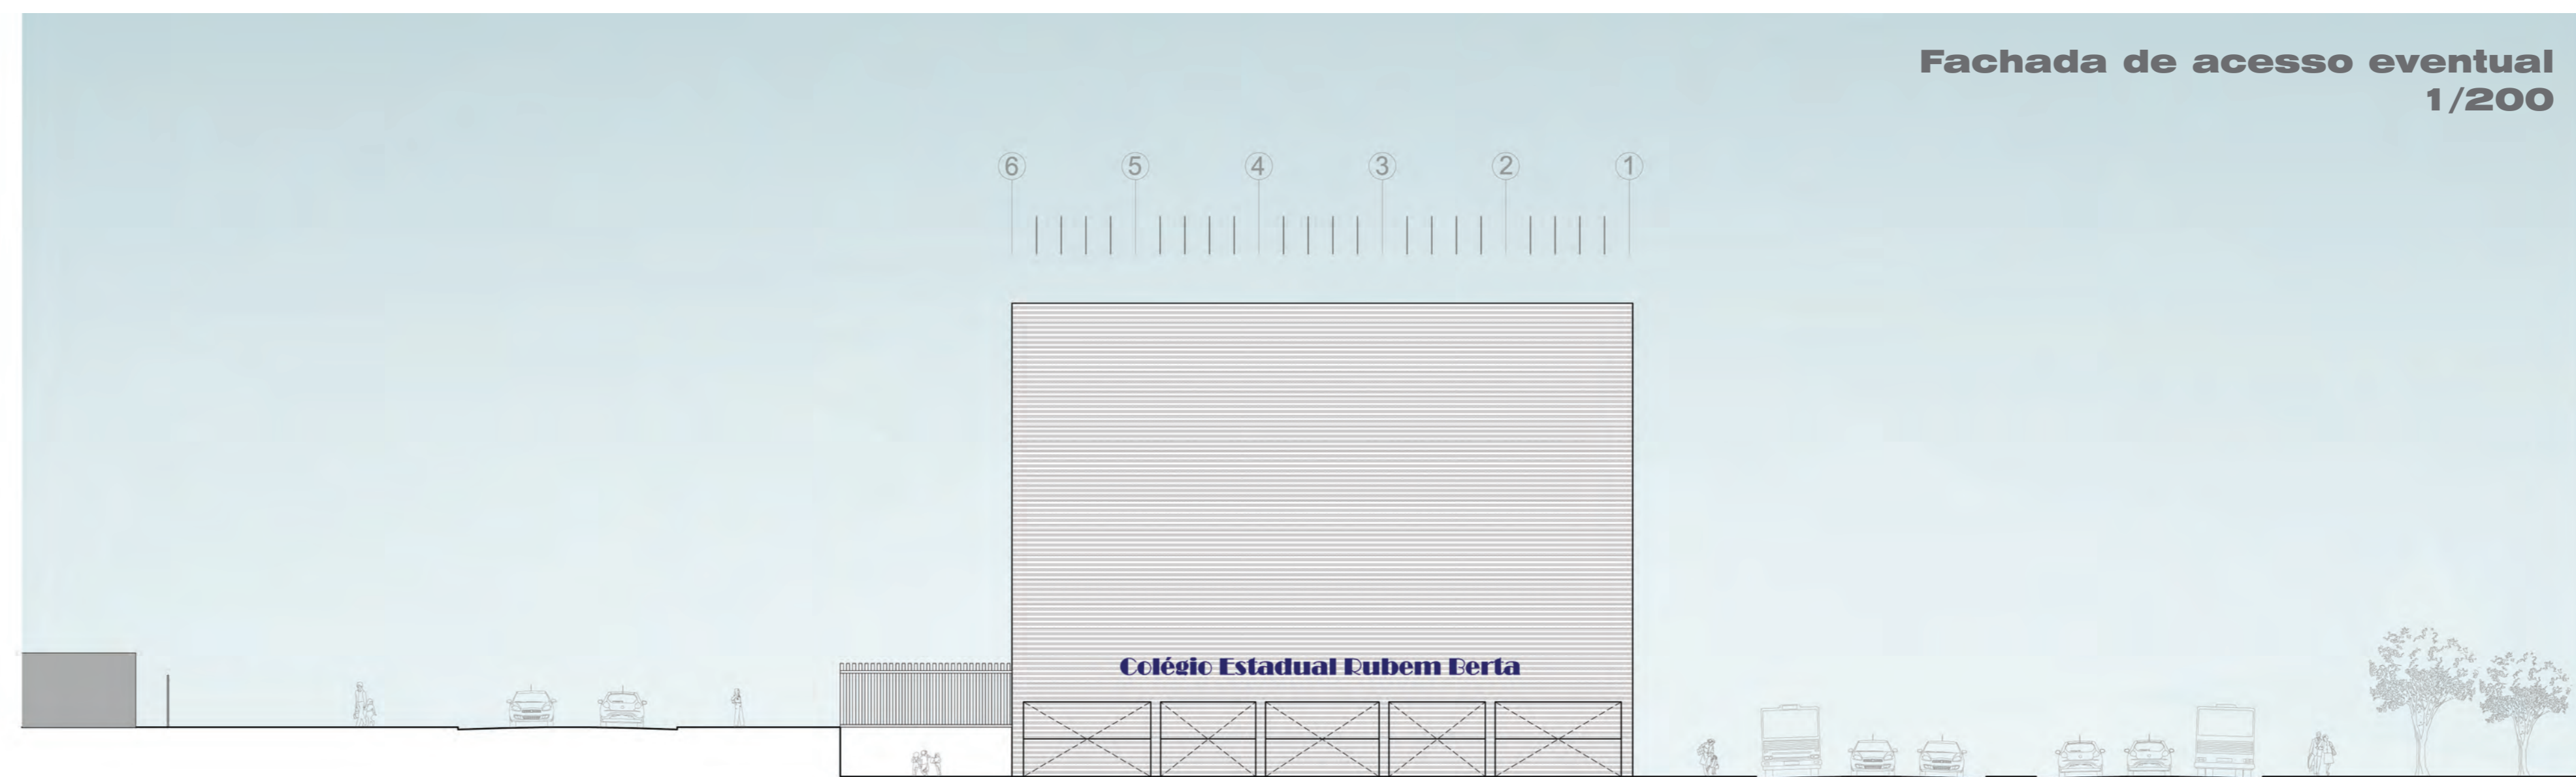 Fachada de acesso eventual
1/200
6 5 4 3 2 1
Colégio Estadual Rubem Berta